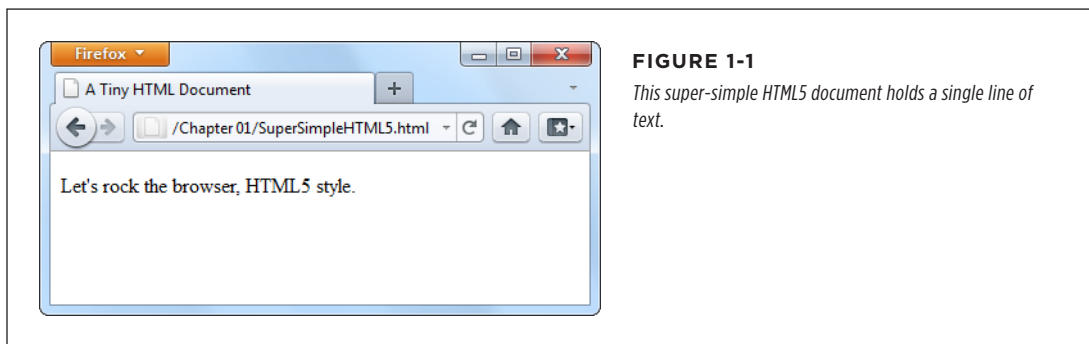 Firefox
A Tiny HTML Document
/Chapter 01/SuperSimpleHTML5.html
Let's rock the browser, HTML5 style.
FIGURE 1-1
This super-simple HTML5 document holds a single line of
text.